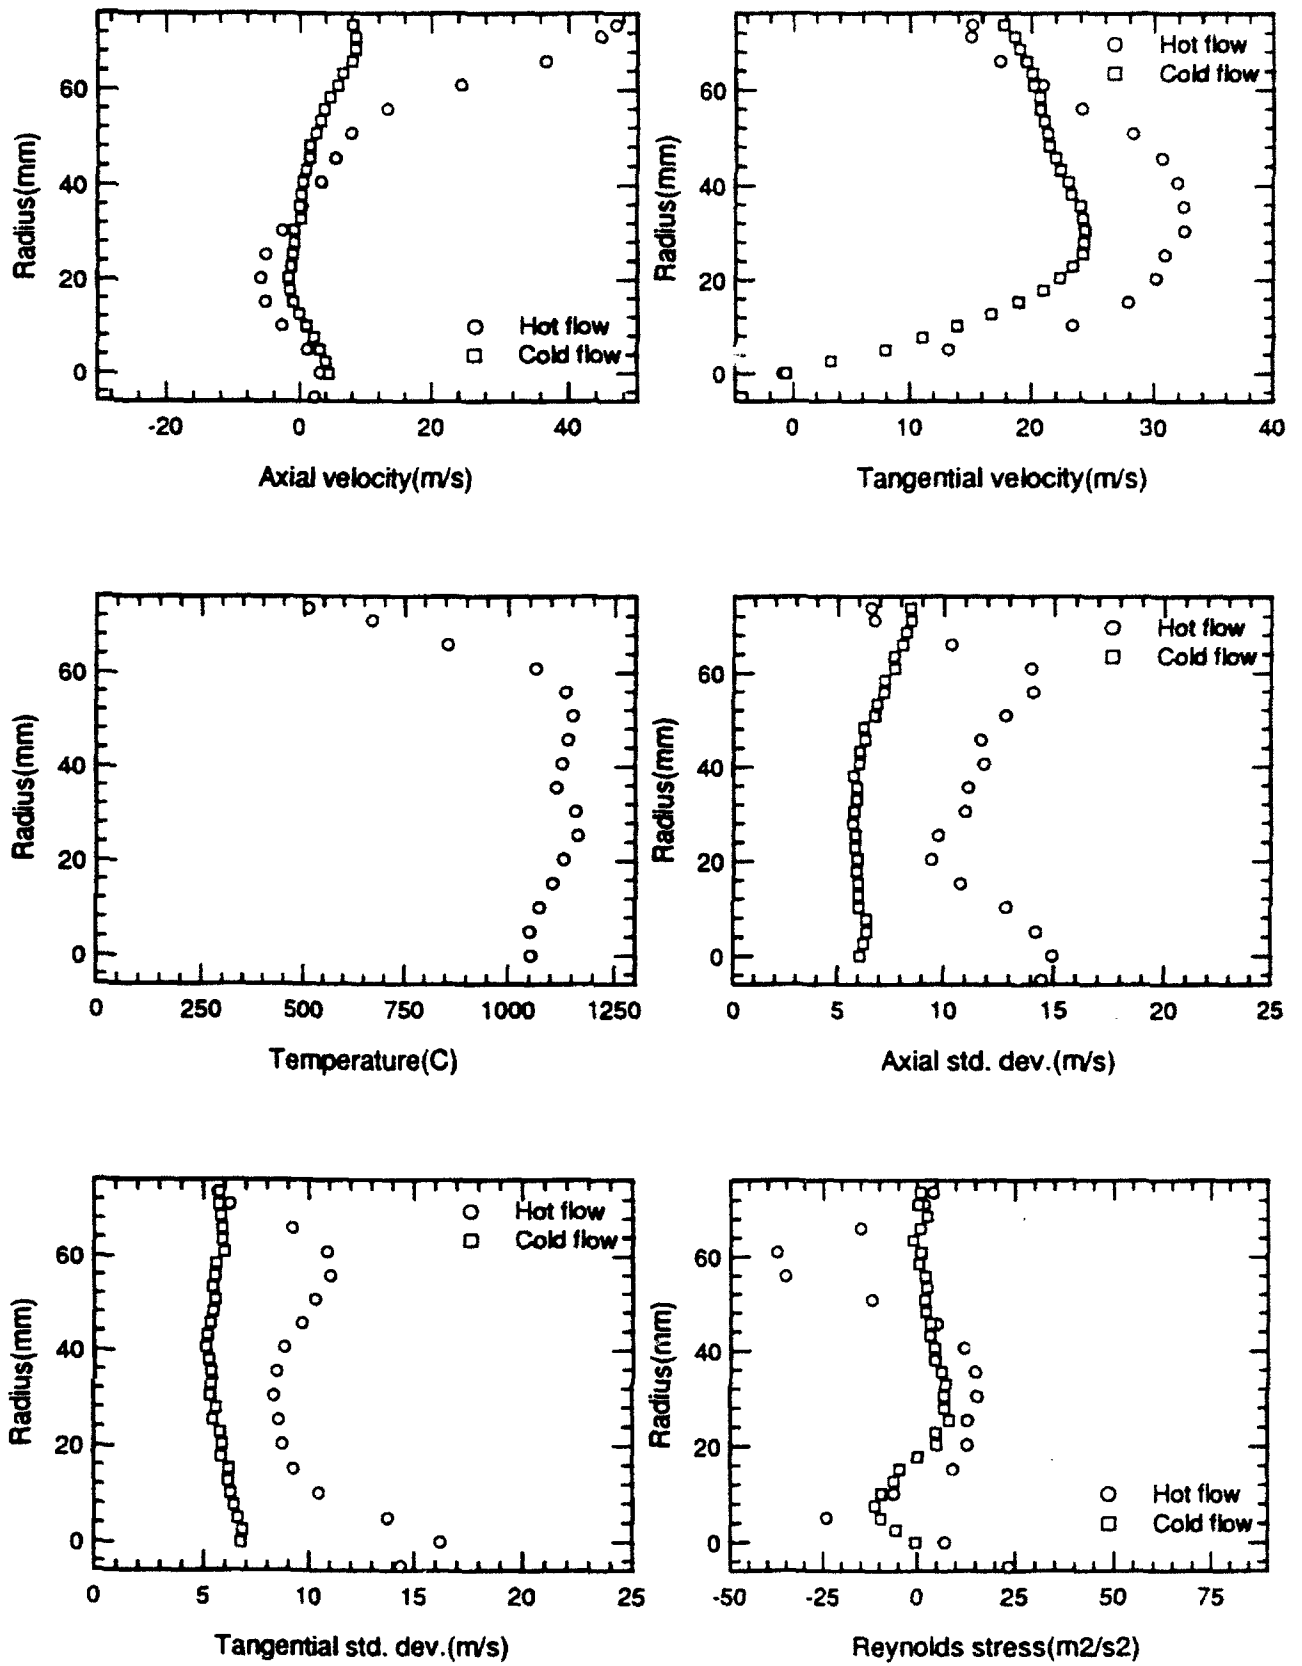 60
40
20
0
Radius(mm)
Hot flow
Cold flow
-20 0 20 40
Axial velocity(m/s)
60
40
20
0
Radius(mm)
Hot flow
Cold flow
0 10 20 30 40
Tangential velocity(m/s)
60
40
20
0
Radius(mm)
0 250 500 750 1000 1250
Temperature(C)
60
40
20
0
Radius(mm)
Hot flow
Cold flow
0 5 10 15 20 25
Axial std. dev.(m/s)
60
40
20
0
Radius(mm)
Hot flow
Cold flow
0 5 10 15 20 25
Tangential std. dev.(m/s)
60
40
20
0
Radius(mm)
Hot flow
Cold flow
-50 -25 0 25 50 75
Reynolds stress(m2/s2)